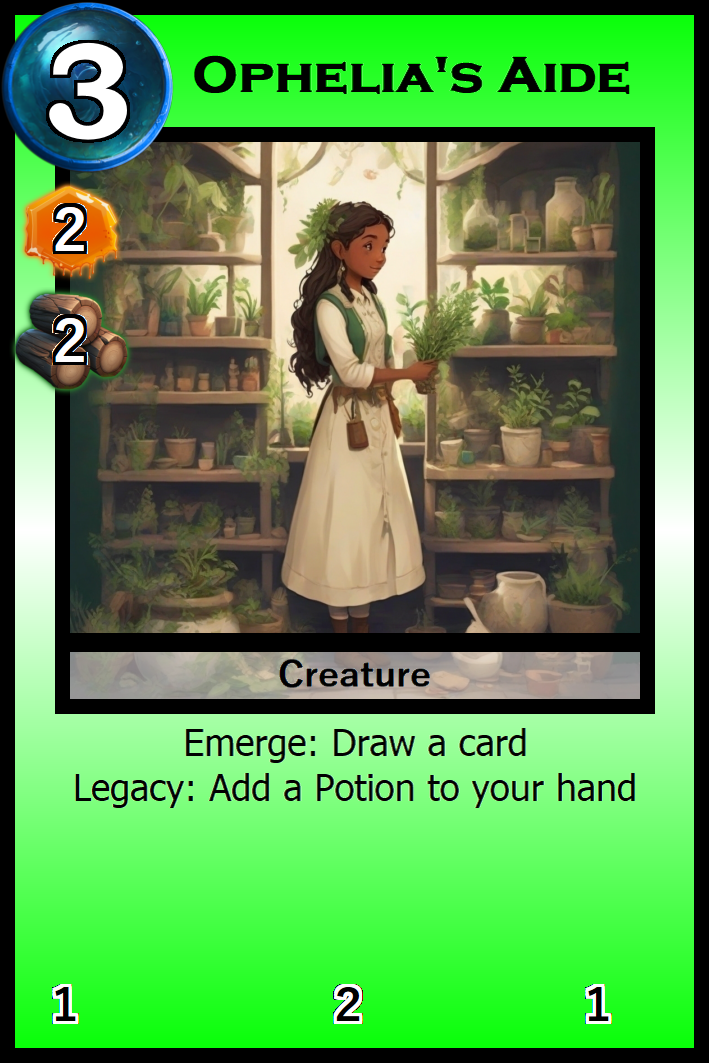 3
Ophelia's Aide
2
2
Creature
Emerge: Draw a card
Legacy: Add a Potion to your hand
1 2 1